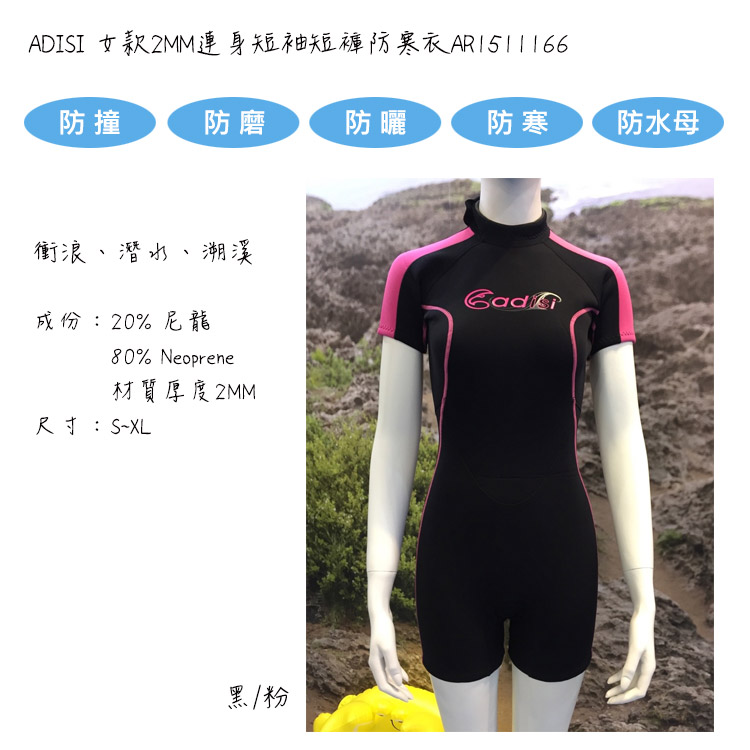 ADISI 女款2MM連身短袖短褲防寒衣AR1511166
防撞 防磨 防曬 防寒 防水母
衝浪、潛水、溯溪
adisi
成份：20% 尼龍
80% Neoprene
材質厚度2MM
尺寸：S~XL
黑/粉